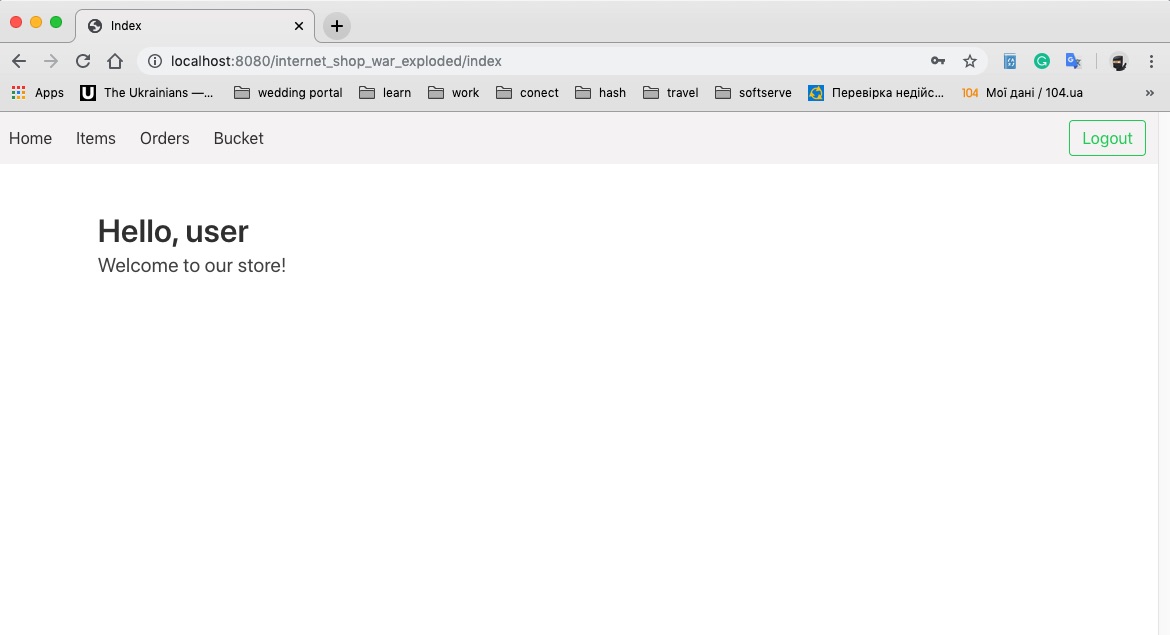 Index
localhost:8080/internet_shop_war_exploded/index
Apps The Ukrainians —... wedding portal learn work conect hash travel softserve Перевірка недійс... 104 Мої дані / 104.ua »
Home Items Orders Bucket Logout
Hello, user
Welcome to our store!